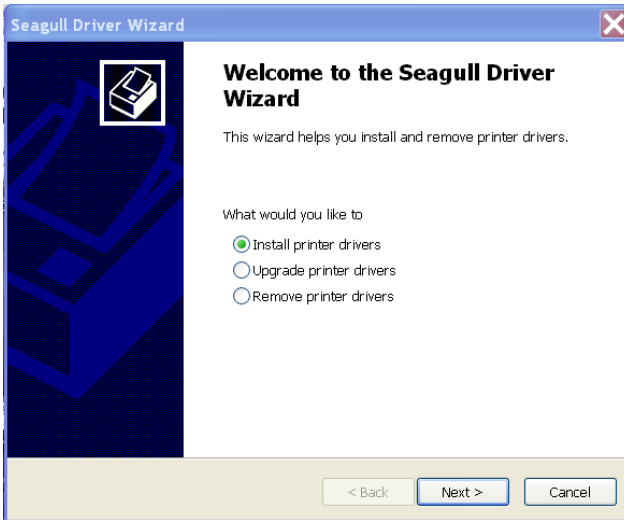 Seagull Driver Wizard
Welcome to the Seagull Driver
Wizard
This wizard helps you install and remove printer drivers.
What would you like to
Install printer drivers
Upgrade printer drivers
Remove printer drivers
< Back Next > Cancel